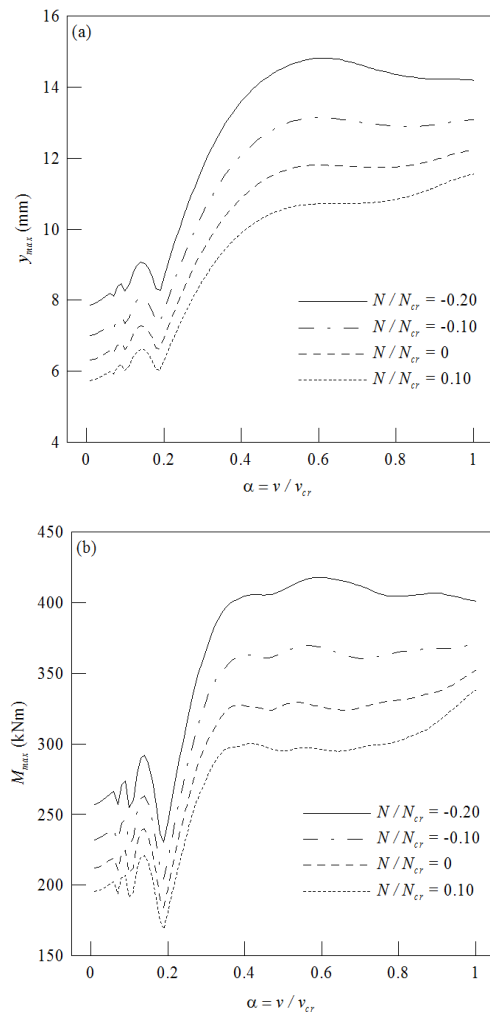 (a)
16
14
12
10
8
6
4
y_max (mm)
0
0.2
0.4
0.6
0.8
1
α = v / v_cr
N / N_cr = -0.20
N / N_cr = -0.10
N / N_cr = 0
N / N_cr = 0.10
(b)
450
400
350
300
250
200
150
M_max (kNm)
0
0.2
0.4
0.6
0.8
1
α = v / v_cr
N / N_cr = -0.20
N / N_cr = -0.10
N / N_cr = 0
N / N_cr = 0.10